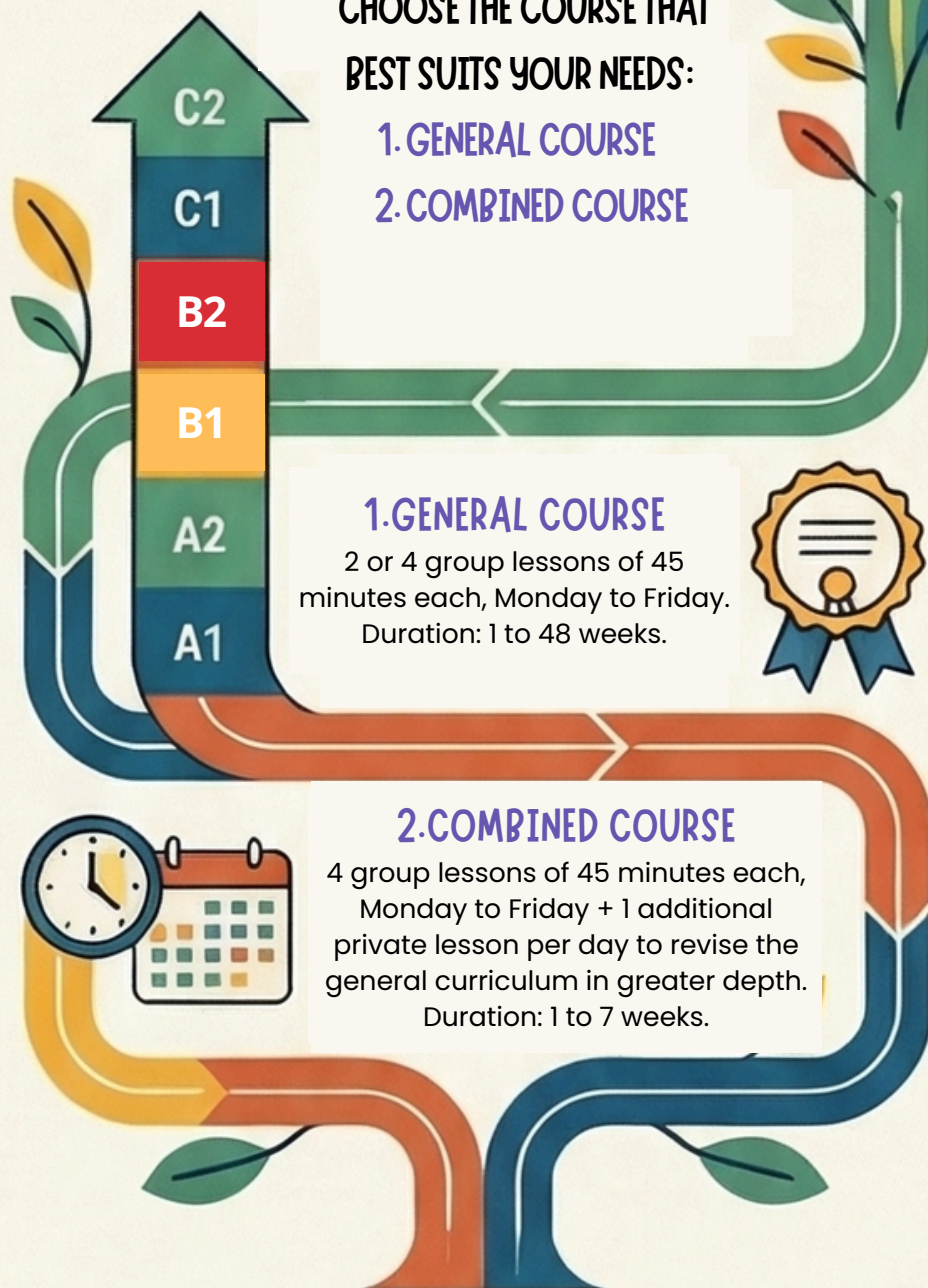 CHOOSE THE COURSE THAT
BEST SUITS YOUR NEEDS:
1. GENERAL COURSE
2. COMBINED COURSE
C2
C1
B2
B1
A2
A1
1.GENERAL COURSE
2 or 4 group lessons of 45
minutes each, Monday to Friday.
Duration: 1 to 48 weeks.
2.COMBINED COURSE
4 group lessons of 45 minutes each,
Monday to Friday + 1 additional
private lesson per day to revise the
general curriculum in greater depth.
Duration: 1 to 7 weeks.